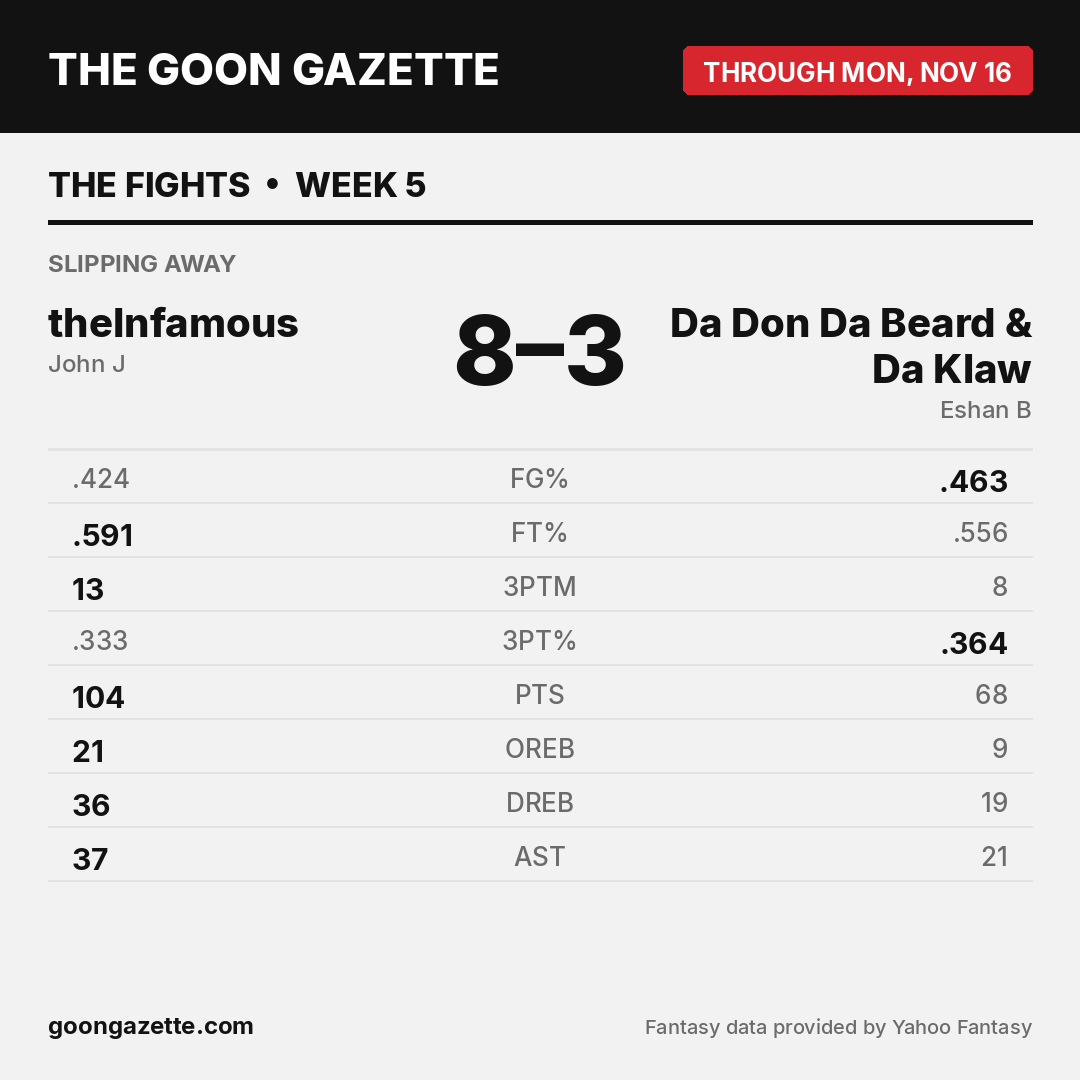 THE GOON GAZETTE
THROUGH MON, NOV 16
THE FIGHTS • WEEK 5
SLIPPING AWAY
theInfamous
John J
8–3
Da Don Da Beard &
Da Klaw
Eshan B
.424 FG% .463
.591 FT% .556
13 3PTM 8
.333 3PT% .364
104 PTS 68
21 OREB 9
36 DREB 19
37 AST 21
goongazette.com
Fantasy data provided by Yahoo Fantasy